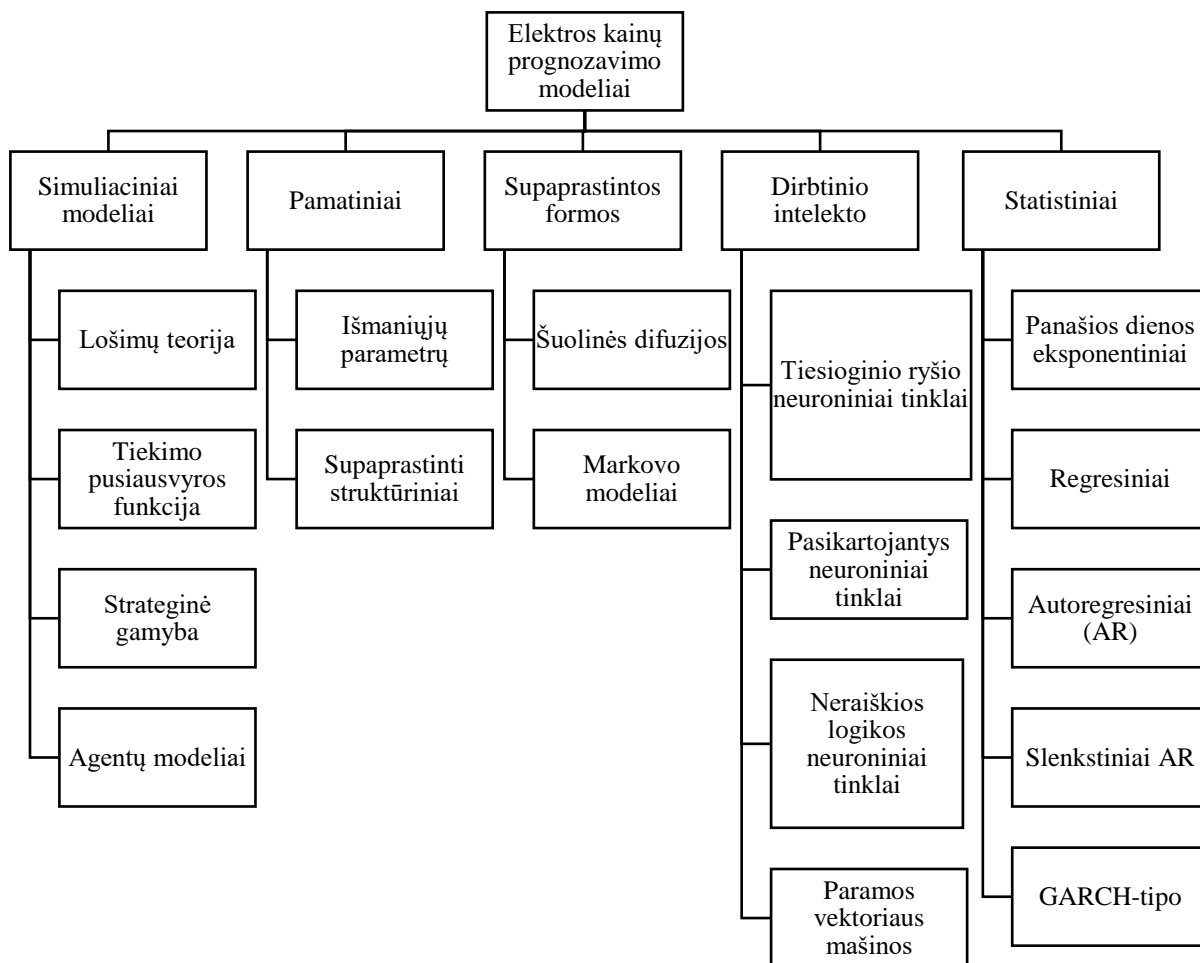 Elektros kainų
prognozavimo
modeliai
Simuliaciniai
modeliai
Pamatiniai
Supaprastintos
formos
Dirbtinio
intelekto
Statistiniai
Lošimų teorija
Tiekimo
pusiausvyros
funkcija
Strateginė
gamyba
Agentų modeliai
Išmaniųjų
parametrų
Supaprastinti
struktūriniai
Šuolinės difuzijos
Markovo
modeliai
Tiesioginio ryšio
neuroniniai tinklai
Pasikartojantys
neuroniniai
tinklai
Neraiškios
logikos
neuroniniai
tinklai
Paramos
vektoriaus
mašinos
Panašios dienos
eksponentiniai
Regresiniai
Autoregresiniai
(AR)
Slenkstiniai AR
GARCH-tipo